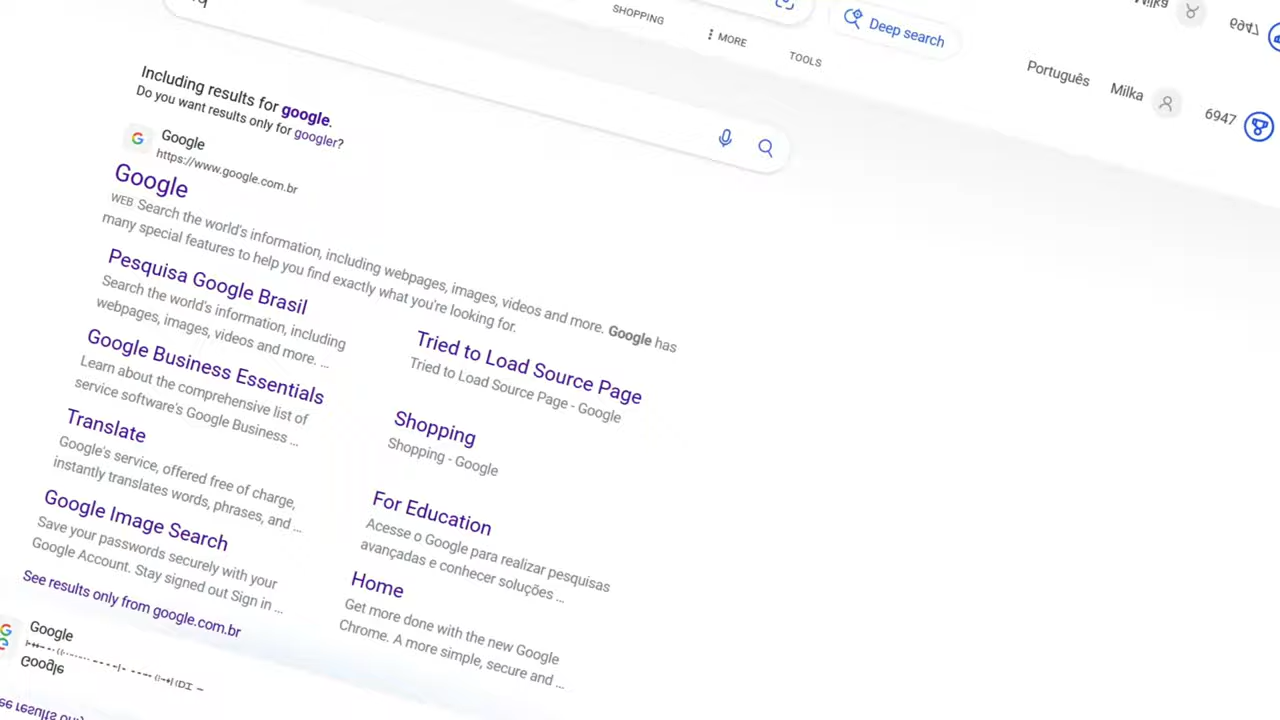 SHOPPING
MORE
TOOLS
Deep search
6947
Português
Milka
6947
Including results for google.
Do you want results only for googler?
Google
https://www.google.com.br
Google
WEB Search the world's information, including webpages, images, videos and more. Google has
many special features to help you find exactly what you're looking for.
Pesquisa Google Brasil
Search the world's information, including
webpages, images, videos and more. ...
Google Business Essentials
Learn about the comprehensive list of
service software's Google Business ...
Translate
Google's service, offered free of charge,
instantly translates words, phrases, and ...
Google Image Search
Save your passwords securely with your
Google Account. Stay signed out Sign in ...
Tried to Load Source Page
Tried to Load Source Page - Google
Shopping
Shopping - Google
For Education
Acesse o Google para realizar pesquisas
avançadas e conhecer soluções ...
Home
Get more done with the new Google
Chrome. A more simple, secure and ...
See results only from google.com.br
Google
Google